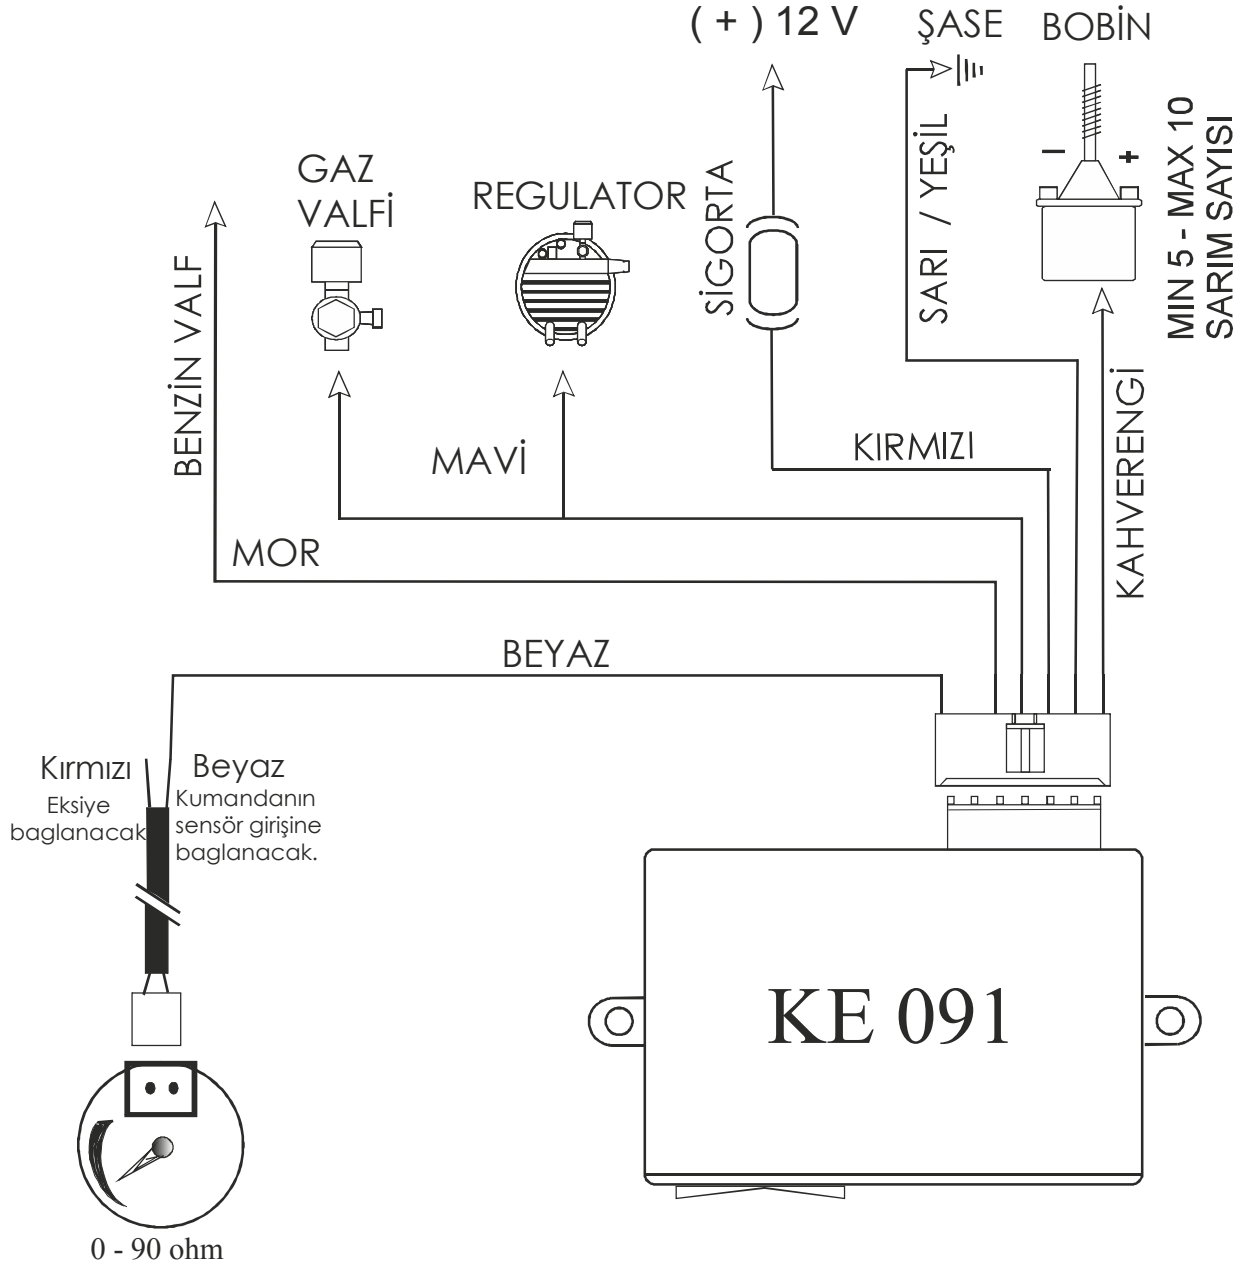 ( + ) 12 V
ŞASE
BOBİN
GAZ
VALFİ
REGULATOR
SİGORTA
SARI / YEŞİL
MIN 5 - MAX 10
SARIM SAYISI
BENZİN VALF
MAVİ
KIRMIZI
KAHVERENGİ
MOR
BEYAZ
Kırmızı
Eksiye
baglanacak
Beyaz
Kumandanın
sensör girişine
baglanacak.
KE 091
0 - 90 ohm